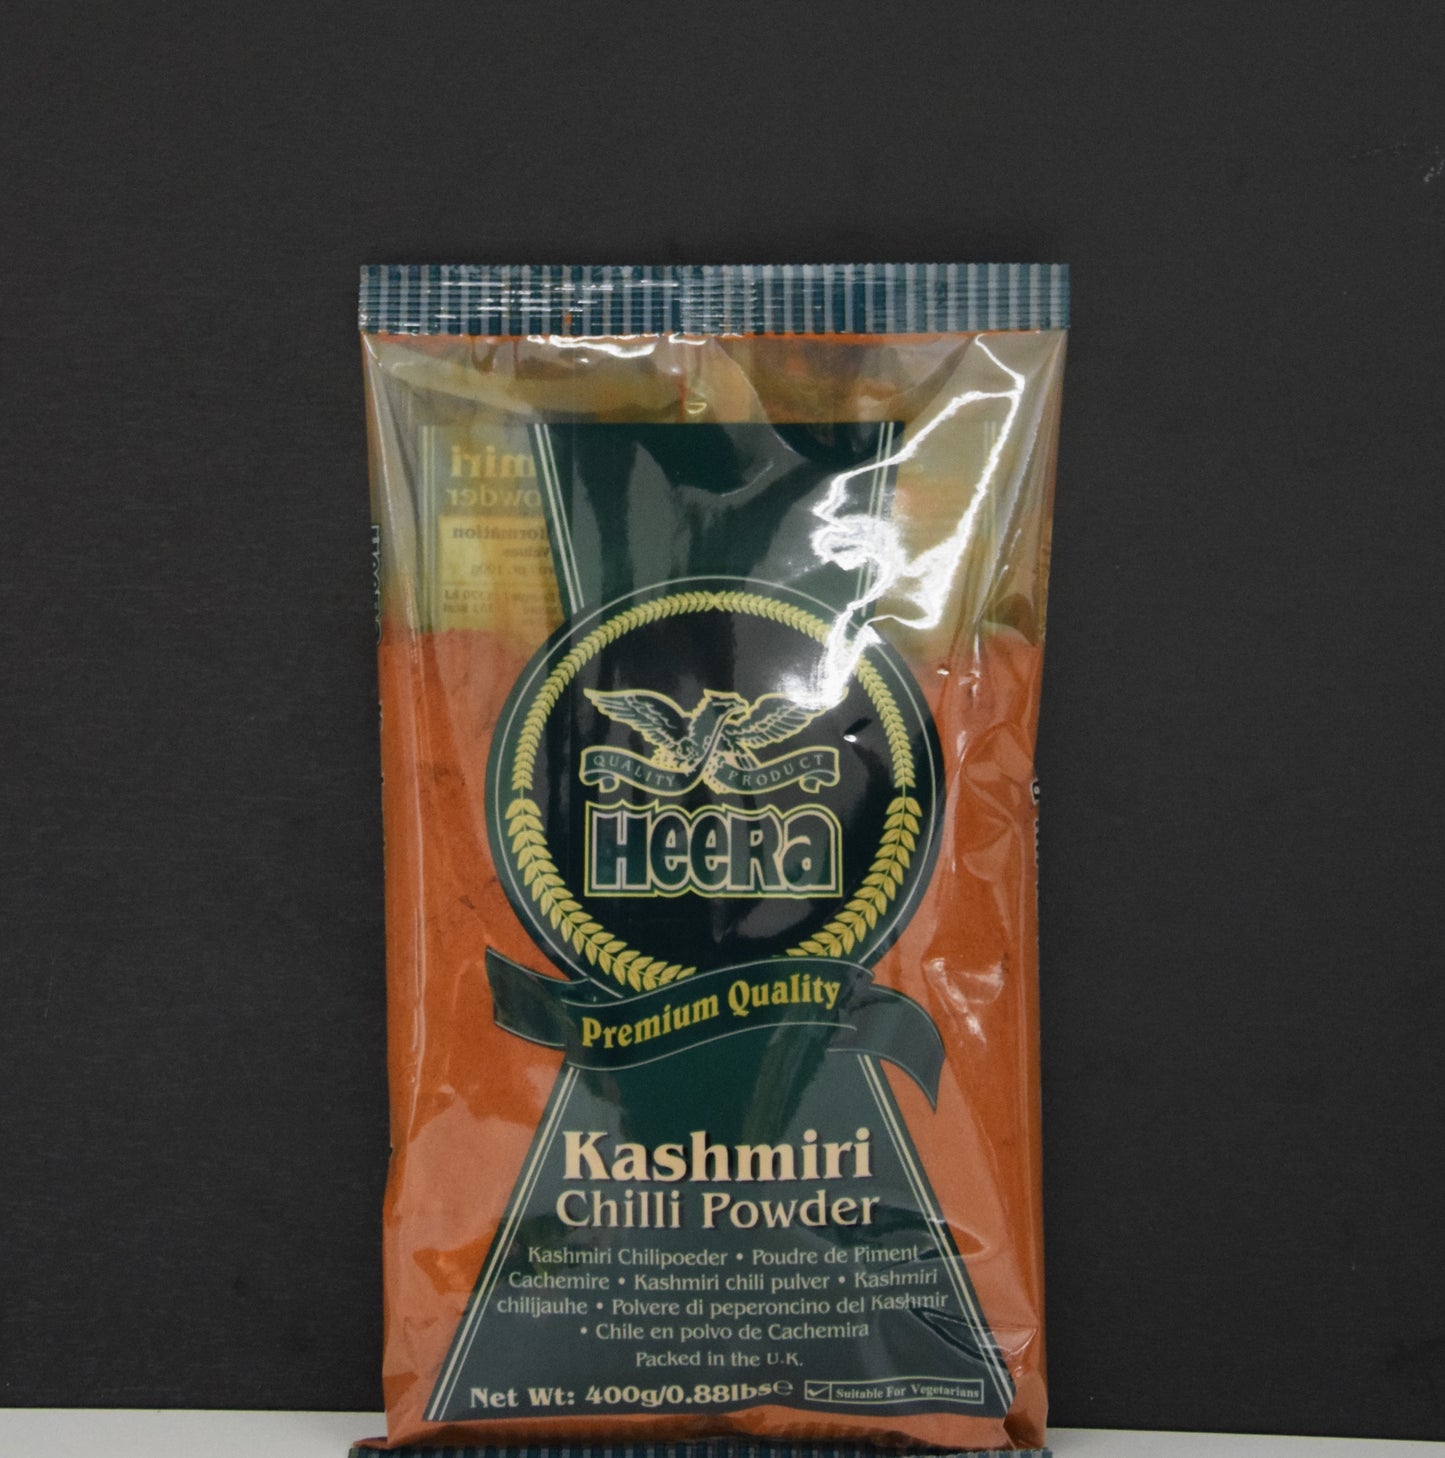 QUALITY PRODUCT
HEERA
Premium Quality
Kashmiri
Chilli Powder
Kashmiri Chilipoeder • Poudre de Piment
Cachemire • Kashmiri chili pulver • Kashmiri
chilijauhe • Polvere di peperoncino del Kashmir
• Chile en polvo de Cachemira
Packed in the U.K.
Net Wt: 400g/0.88lbs℮
Suitable For Vegetarians